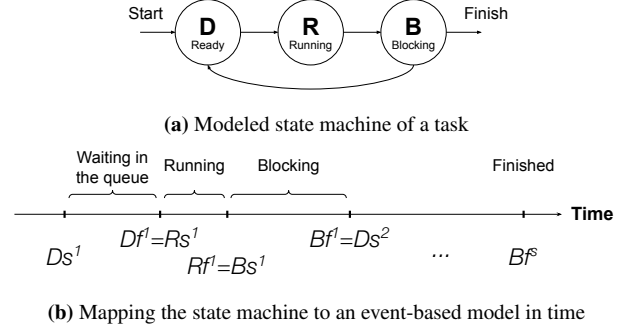 Start D Ready R Running B Blocking Finish
(a) Modeled state machine of a task
Waiting in the queue Running Blocking Finished
Time
Ds¹ Df¹=Rs¹ Rf¹=Bs¹ Bf¹=Ds² ... Bfˢ
(b) Mapping the state machine to an event-based model in time